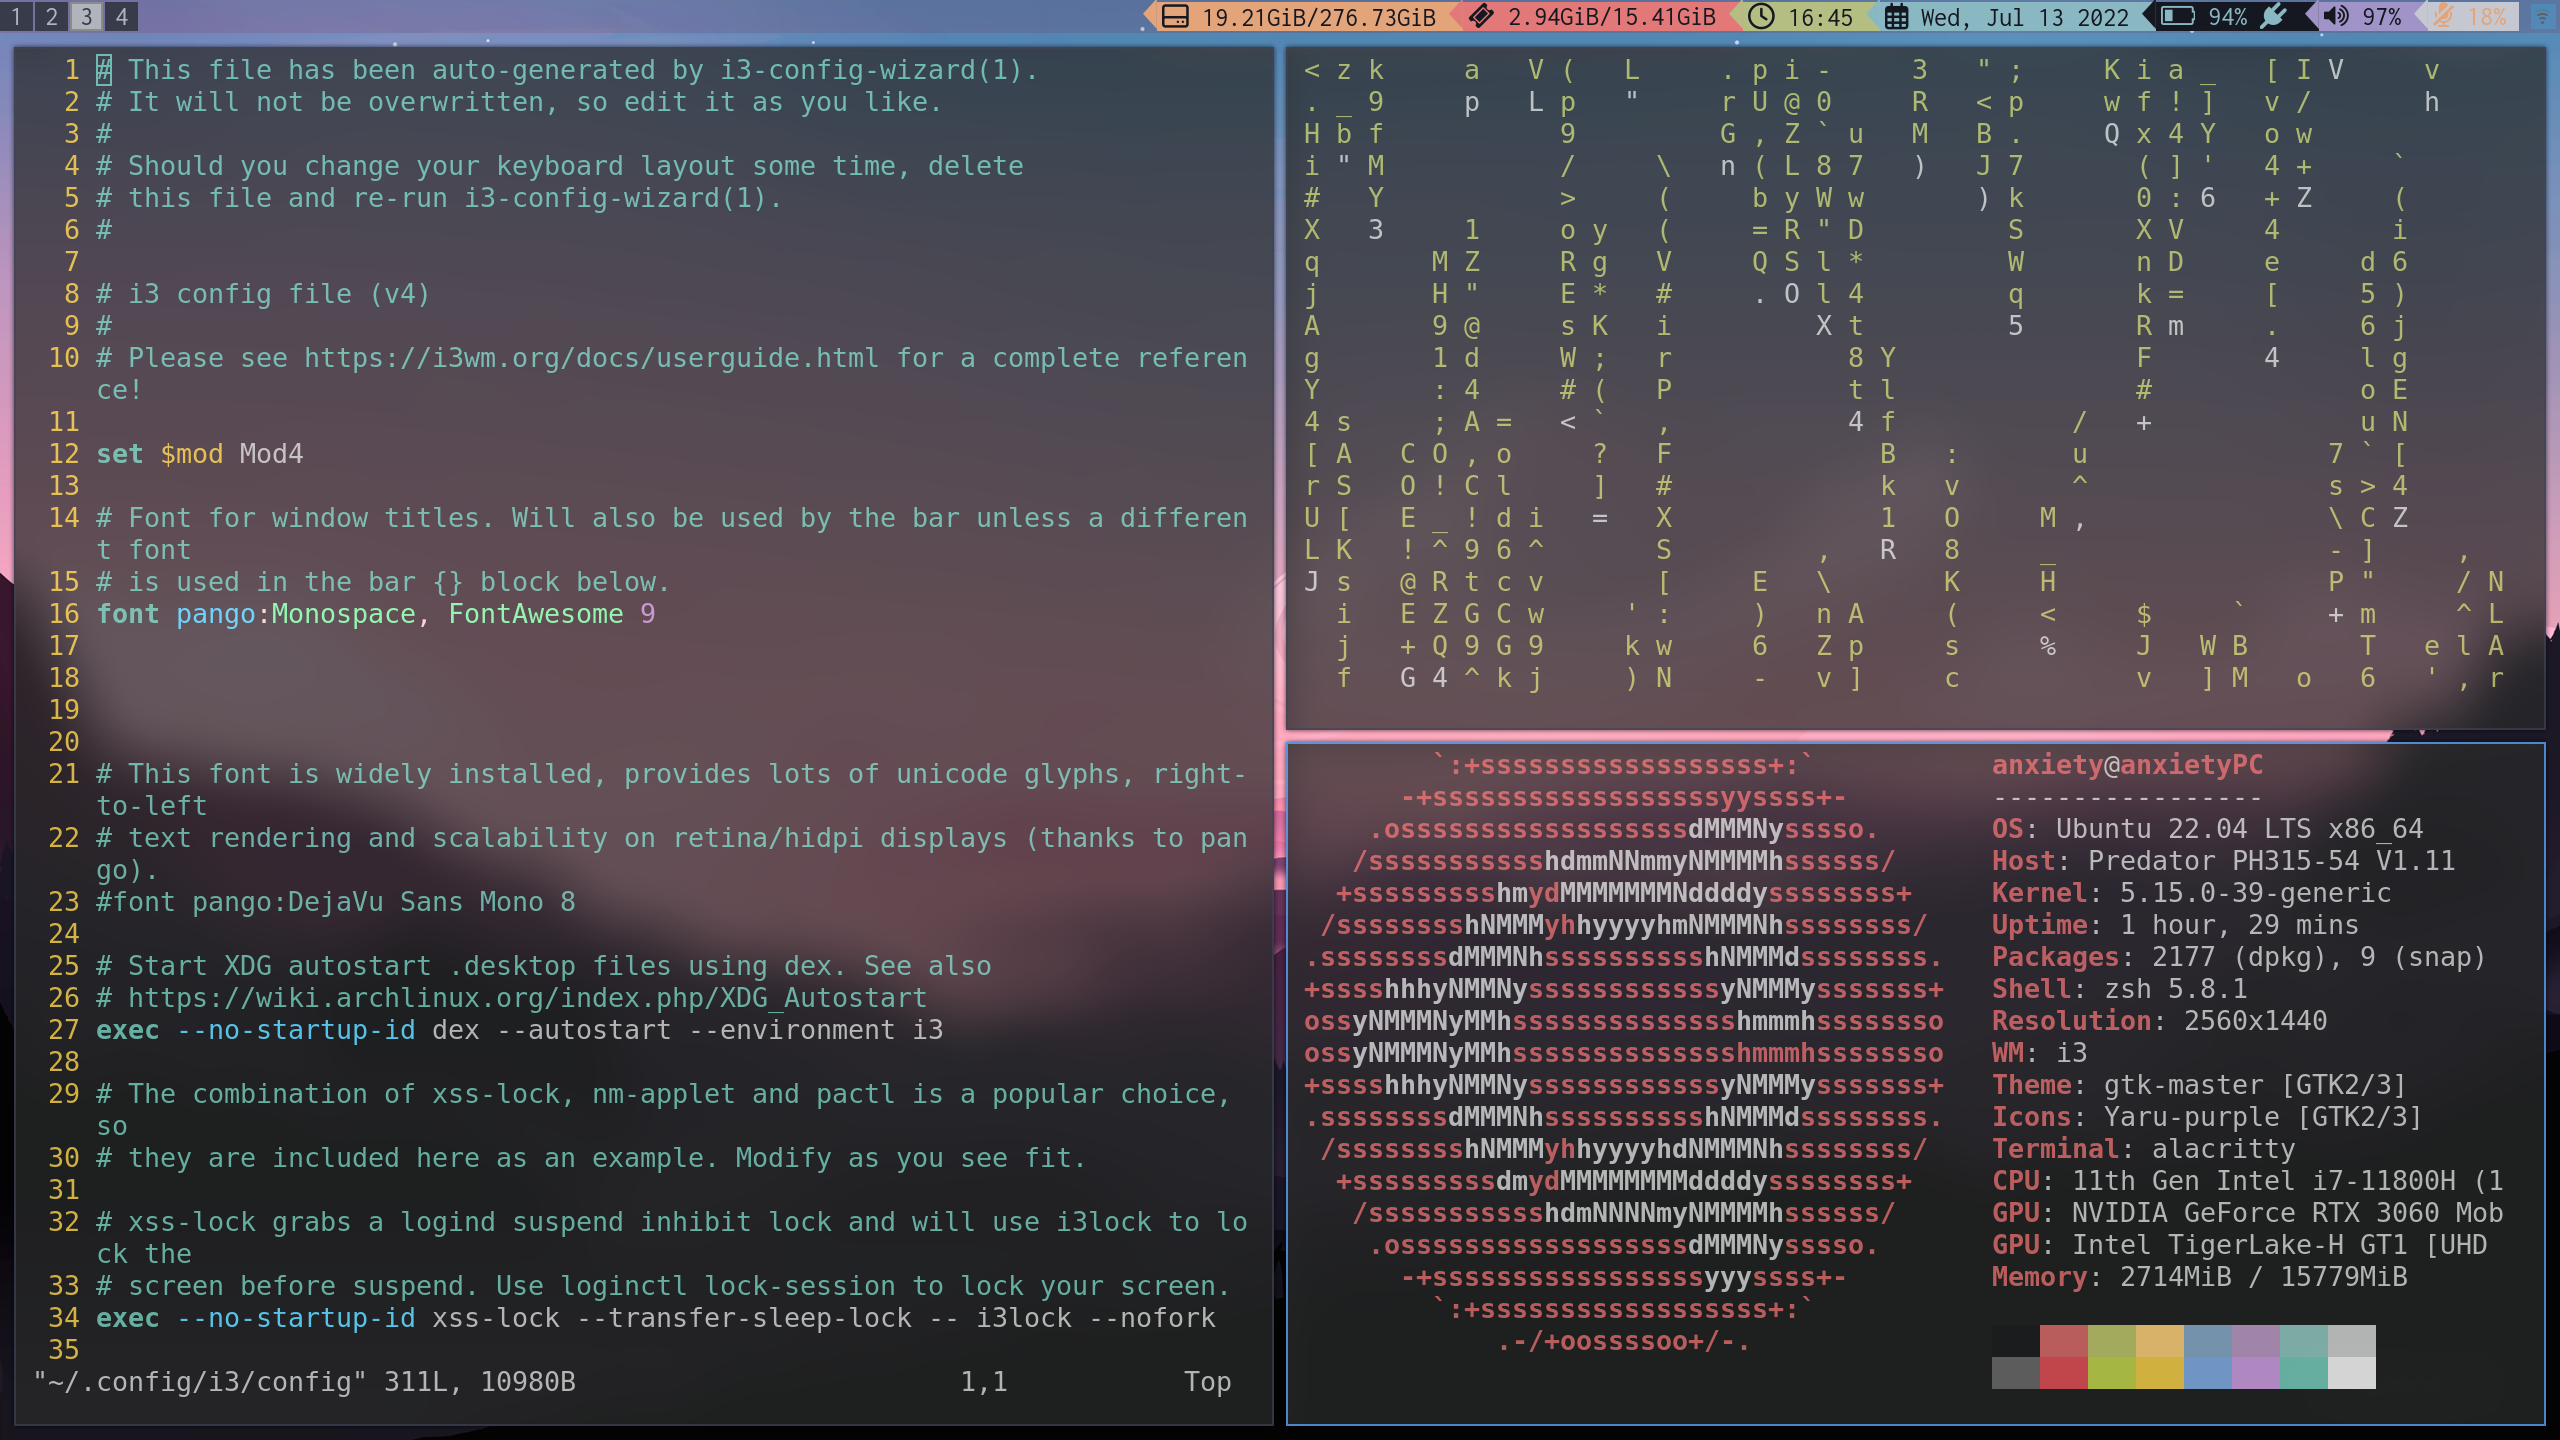 1 2 3 4
19.21GiB/276.73GiB 2.94GiB/15.41GiB 16:45 Wed, Jul 13 2022 94% 97% 18%
1 # This file has been auto-generated by i3-config-wizard(1).
2 # It will not be overwritten, so edit it as you like.
3 #
4 # Should you change your keyboard layout some time, delete
5 # this file and re-run i3-config-wizard(1).
6 #
7
8 # i3 config file (v4)
9 #
10 # Please see https://i3wm.org/docs/userguide.html for a complete referen
ce!
11
12 set $mod Mod4
13
14 # Font for window titles. Will also be used by the bar unless a differen
t font
15 # is used in the bar {} block below.
16 font pango:Monospace, FontAwesome 9
17
18
19
20
21 # This font is widely installed, provides lots of unicode glyphs, right-
to-left
22 # text rendering and scalability on retina/hidpi displays (thanks to pan
go).
23 #font pango:DejaVu Sans Mono 8
24
25 # Start XDG autostart .desktop files using dex. See also
26 # https://wiki.archlinux.org/index.php/XDG_Autostart
27 exec --no-startup-id dex --autostart --environment i3
28
29 # The combination of xss-lock, nm-applet and pactl is a popular choice,
so
30 # they are included here as an example. Modify as you see fit.
31
32 # xss-lock grabs a logind suspend inhibit lock and will use i3lock to lo
ck the
33 # screen before suspend. Use loginctl lock-session to lock your screen.
34 exec --no-startup-id xss-lock --transfer-sleep-lock -- i3lock --nofork
35
"~/.config/i3/config" 311L, 10980B 1,1 Top
anxiety@anxietyPC
-----------------
OS: Ubuntu 22.04 LTS x86_64
Host: Predator PH315-54 V1.11
Kernel: 5.15.0-39-generic
Uptime: 1 hour, 29 mins
Packages: 2177 (dpkg), 9 (snap)
Shell: zsh 5.8.1
Resolution: 2560x1440
WM: i3
Theme: gtk-master [GTK2/3]
Icons: Yaru-purple [GTK2/3]
Terminal: alacritty
CPU: 11th Gen Intel i7-11800H (1
GPU: NVIDIA GeForce RTX 3060 Mob
GPU: Intel TigerLake-H GT1 [UHD
Memory: 2714MiB / 15779MiB